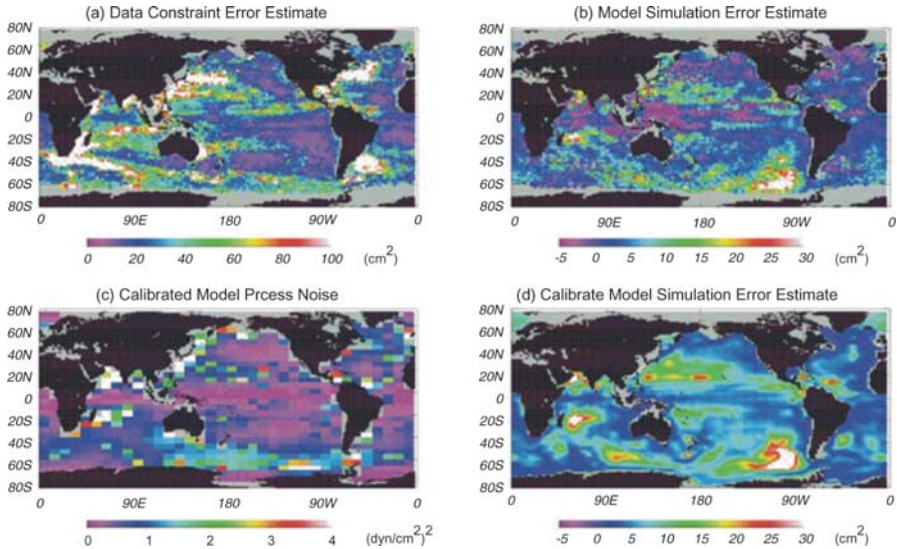 (a) Data Constraint Error Estimate
80N
60N
40N
20N
0
20S
40S
60S
80S
0 90E 180 90W 0
0 20 40 60 80 100 (cm²)
(b) Model Simulation Error Estimate
80N
60N
40N
20N
0
20S
40S
60S
80S
0 90E 180 90W 0
-5 0 5 10 15 20 25 30 (cm²)
(c) Calibrated Model Prcess Noise
80N
60N
40N
20N
0
20S
40S
60S
80S
0 90E 180 90W 0
0 1 2 3 4 (dyn/cm²)²
(d) Calibrate Model Simulation Error Estimate
80N
60N
40N
20N
0
20S
40S
60S
80S
0 90E 180 90W 0
-5 0 5 10 15 20 25 30 (cm²)